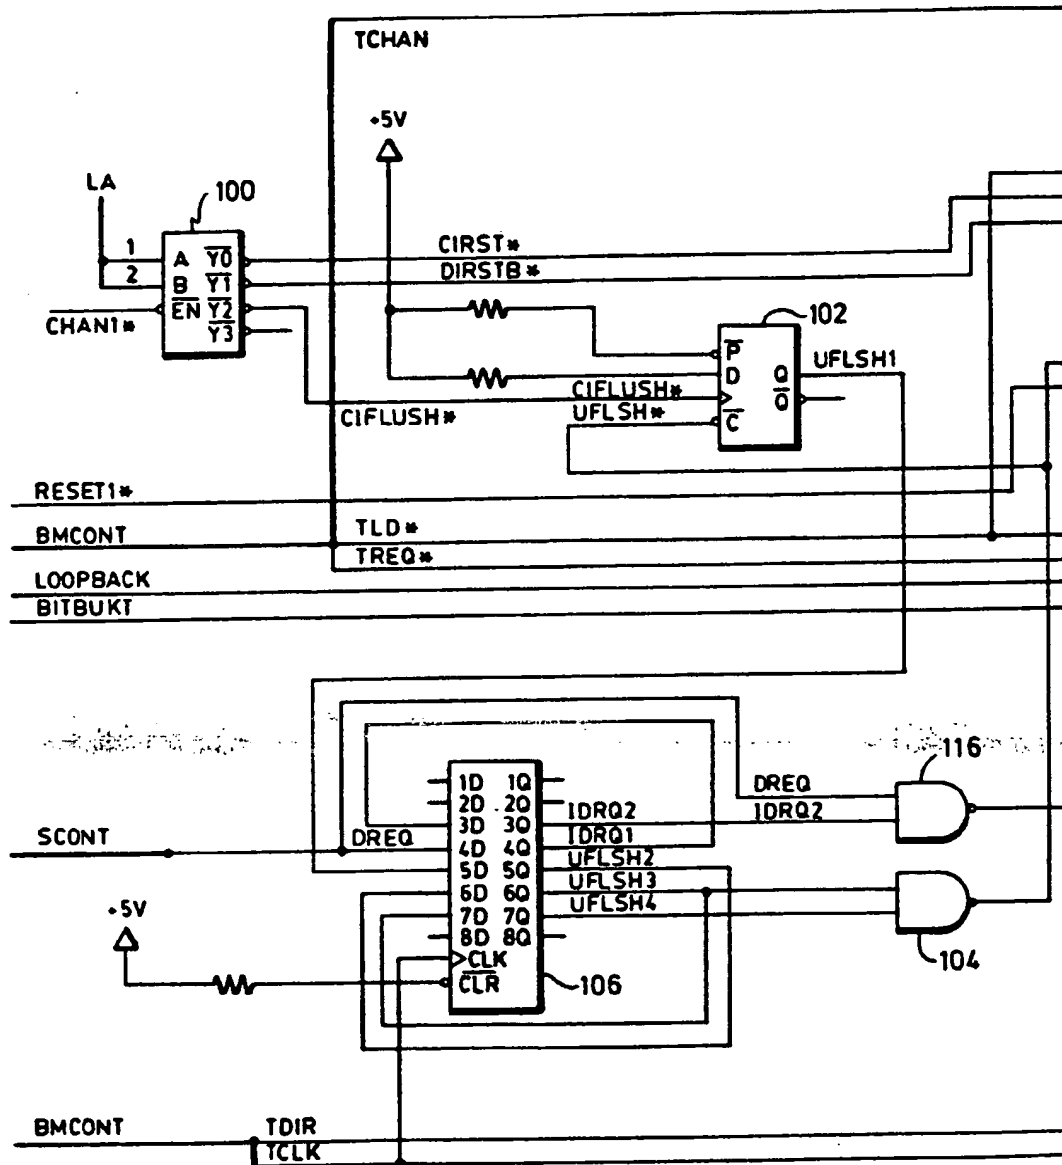 TCHAN
+5V
LA
100
1 A Y0 CIRST*
2 B Y1 DIRSTB*
CHAN1* EN Y2
Y3
102
P
D Q UFLSH1
CIFLUSH* CIFLUSH* Q
UFLSH* C
RESET1*
BMCONT TLD*
TREQ*
LOOPBACK
BITBUKT
116
1D 1Q DREQ
2D 2Q IDRQ2 IDRQ2
3D 3Q IDRQ1
SCONT DREQ 4D 4Q UFLSH2
5D 5Q UFLSH3
6D 6Q UFLSH4
+5V 7D 7Q
8D 8Q 104
CLK
CLR 106
BMCONT TDIR
TCLK